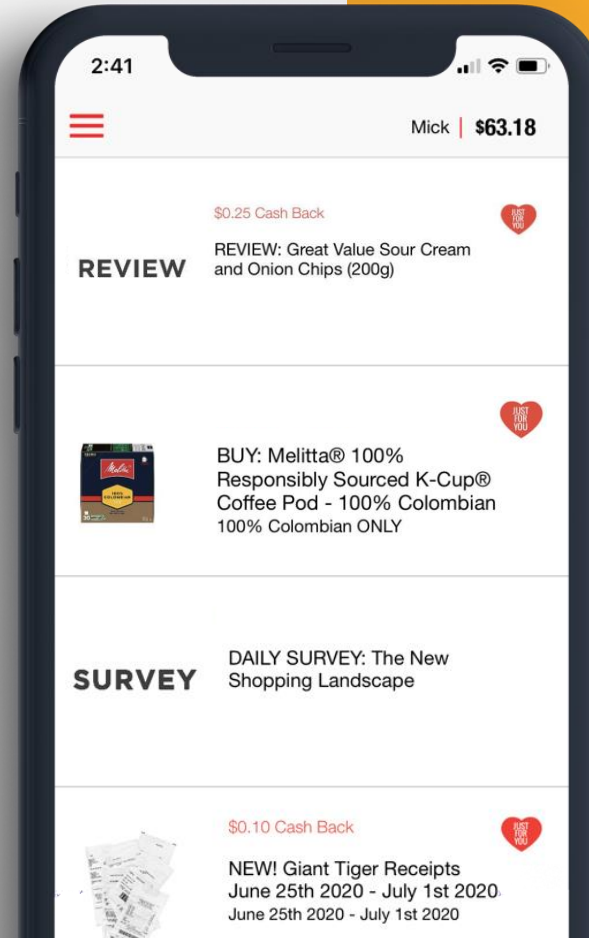 2:41
Mick | $63.18
$0.25 Cash Back
JUST
FOR
YOU
REVIEW
REVIEW: Great Value Sour Cream
and Onion Chips (200g)
JUST
FOR
YOU
Melitta
100%
COLOMBIAN
BUY: Melitta® 100%
Responsibly Sourced K-Cup®
Coffee Pod - 100% Colombian
100% Colombian ONLY
SURVEY
DAILY SURVEY: The New
Shopping Landscape
$0.10 Cash Back
JUST
FOR
YOU
NEW! Giant Tiger Receipts
June 25th 2020 - July 1st 2020
June 25th 2020 - July 1st 2020